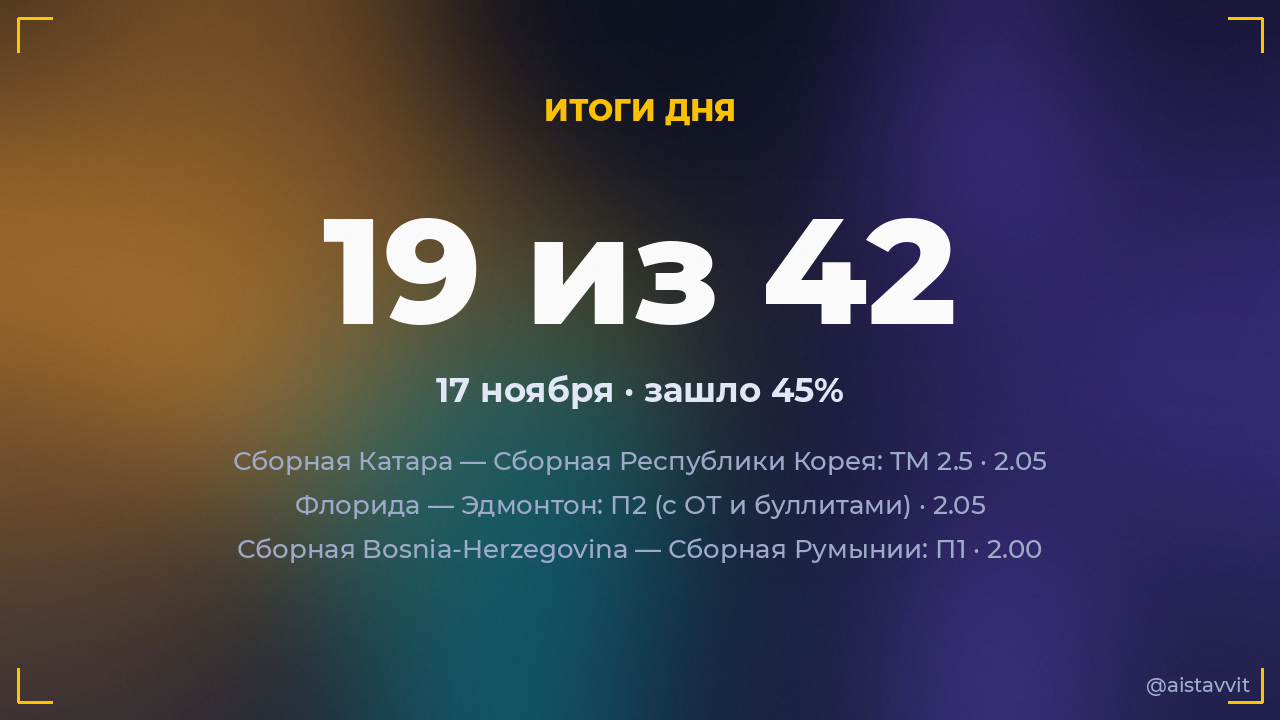 ИТОГИ ДНЯ
19 из 42
17 ноября · зашло 45%
Сборная Катара — Сборная Республики Корея: ТМ 2.5 · 2.05
Флорида — Эдмонтон: П2 (с ОТ и буллитами) · 2.05
Сборная Bosnia-Herzegovina — Сборная Румынии: П1 · 2.00
@aistavvit